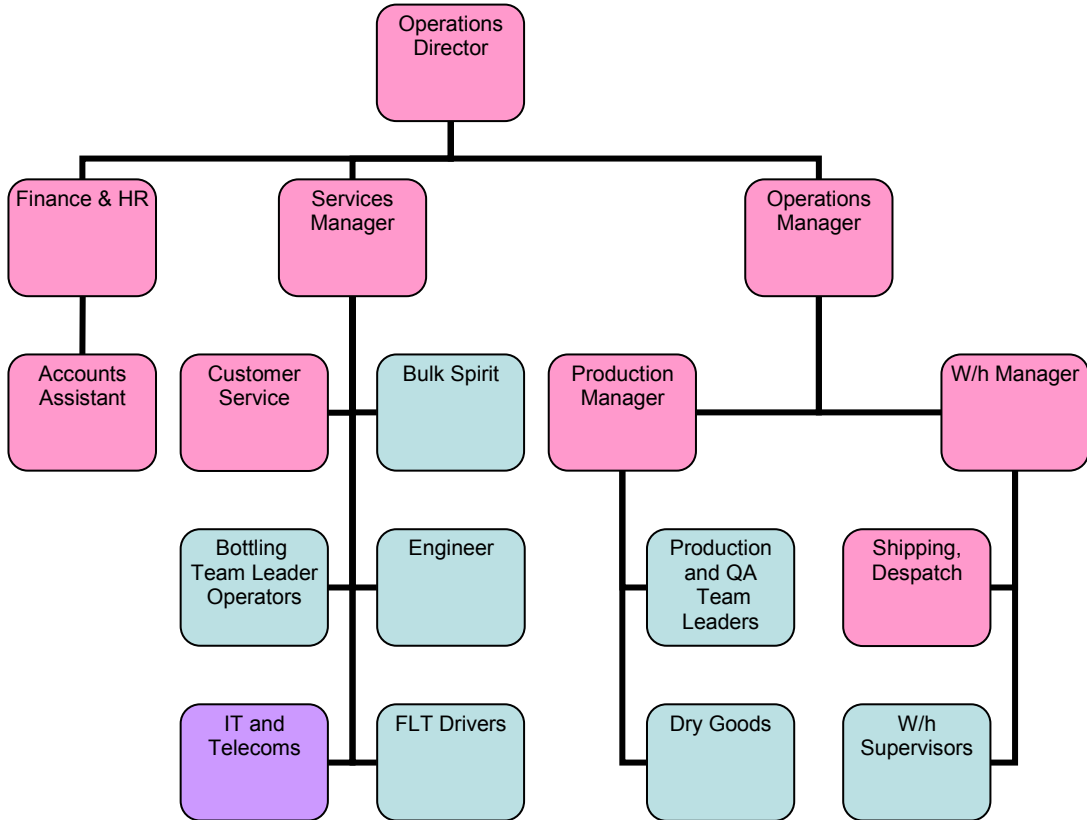 Operations
Director
Finance & HR
Services
Manager
Operations
Manager
Accounts
Assistant
Customer
Service
Bulk Spirit
Production
Manager
W/h Manager
Bottling
Team Leader
Operators
Engineer
Production
and QA
Team
Leaders
Shipping,
Despatch
IT and
Telecoms
FLT Drivers
Dry Goods
W/h
Supervisors